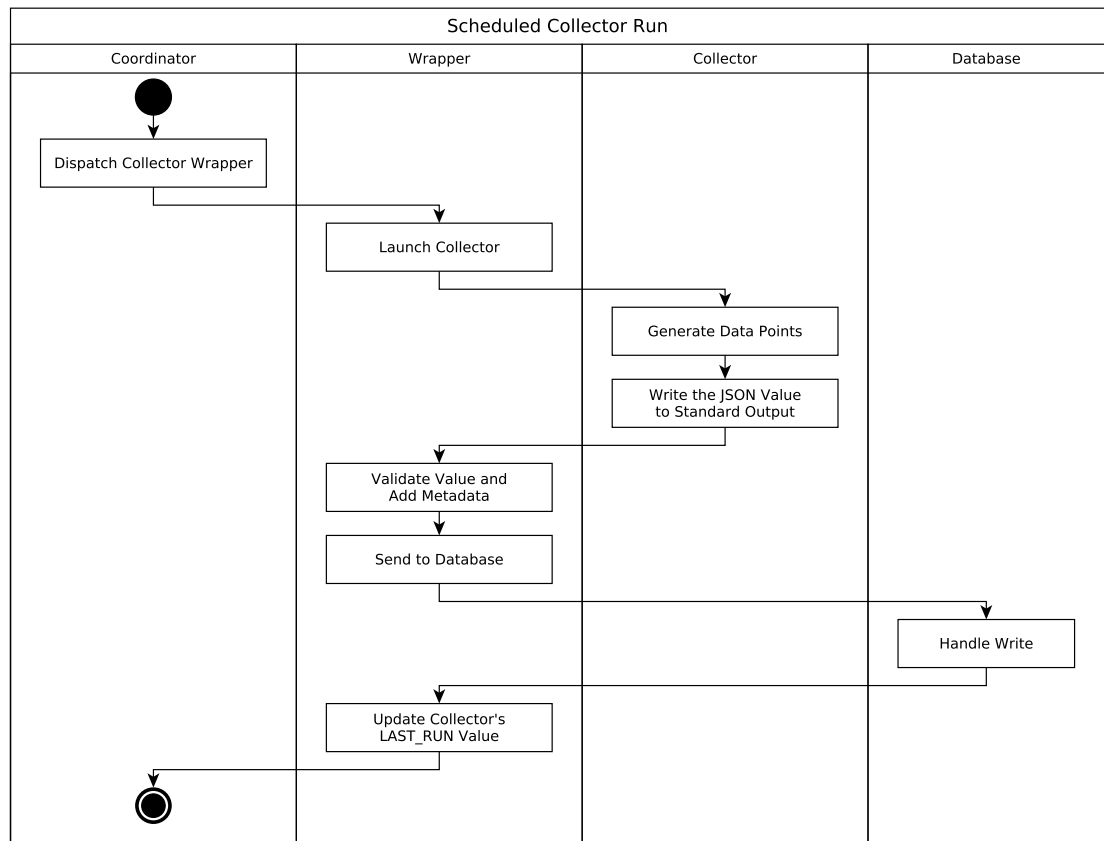 Scheduled Collector Run
Coordinator
Wrapper
Collector
Database
Dispatch Collector Wrapper
Launch Collector
Generate Data Points
Write the JSON Value
to Standard Output
Validate Value and
Add Metadata
Send to Database
Handle Write
Update Collector's
LAST_RUN Value